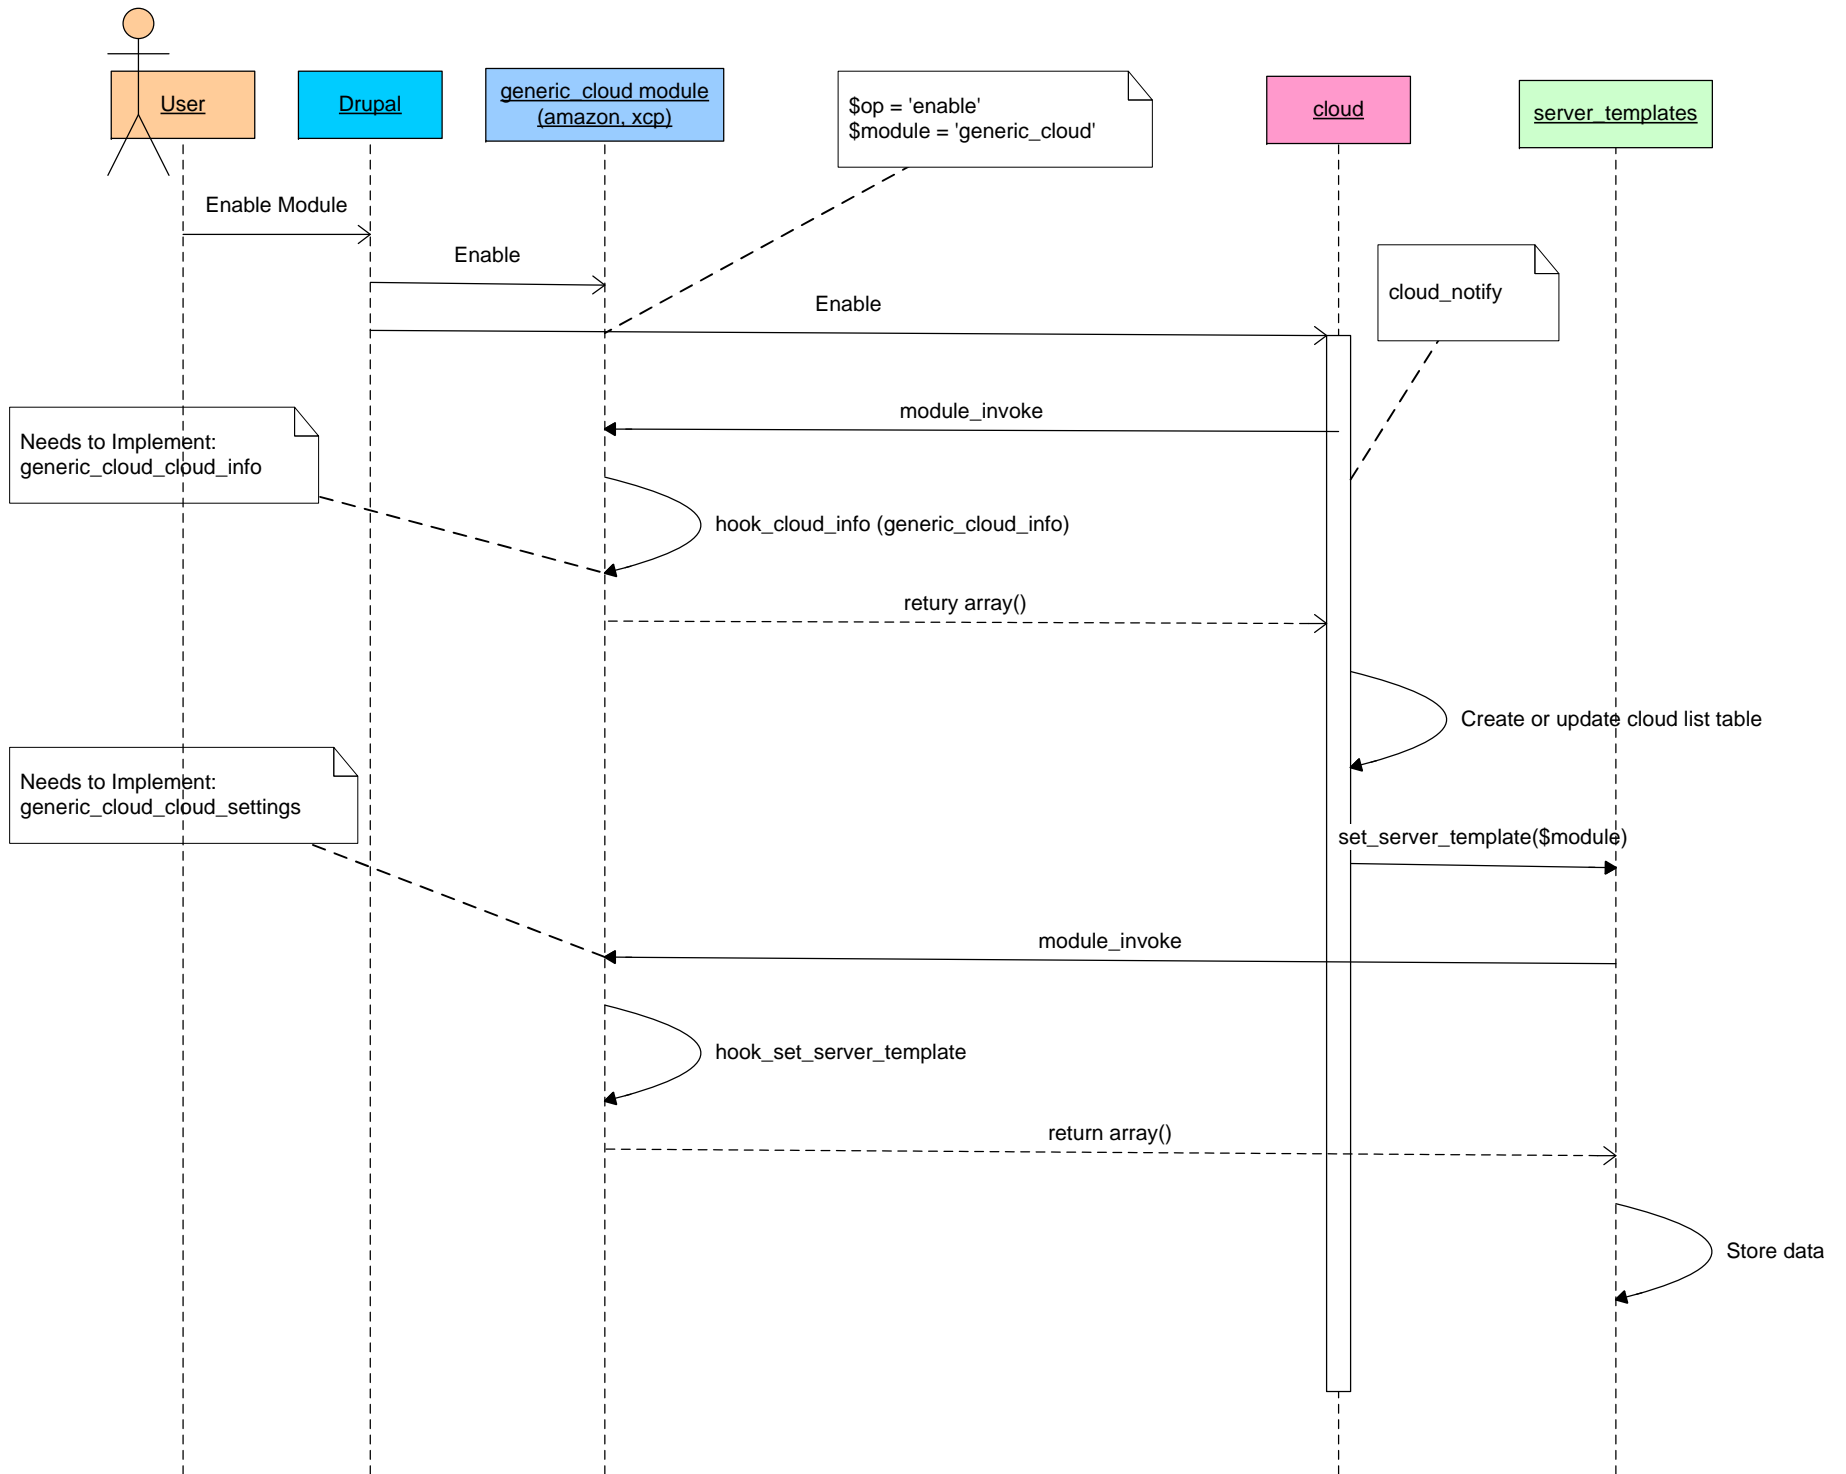 User
Drupal
generic_cloud module
(amazon, xcp)
$op = 'enable'
$module = 'generic_cloud'
cloud
server_templates
Enable Module
Enable
Enable
cloud_notify
module_invoke
Needs to Implement:
generic_cloud_cloud_info
hook_cloud_info (generic_cloud_info)
retury array()
Create or update cloud list table
Needs to Implement:
generic_cloud_cloud_settings
set_server_template($module)
module_invoke
hook_set_server_template
return array()
Store data